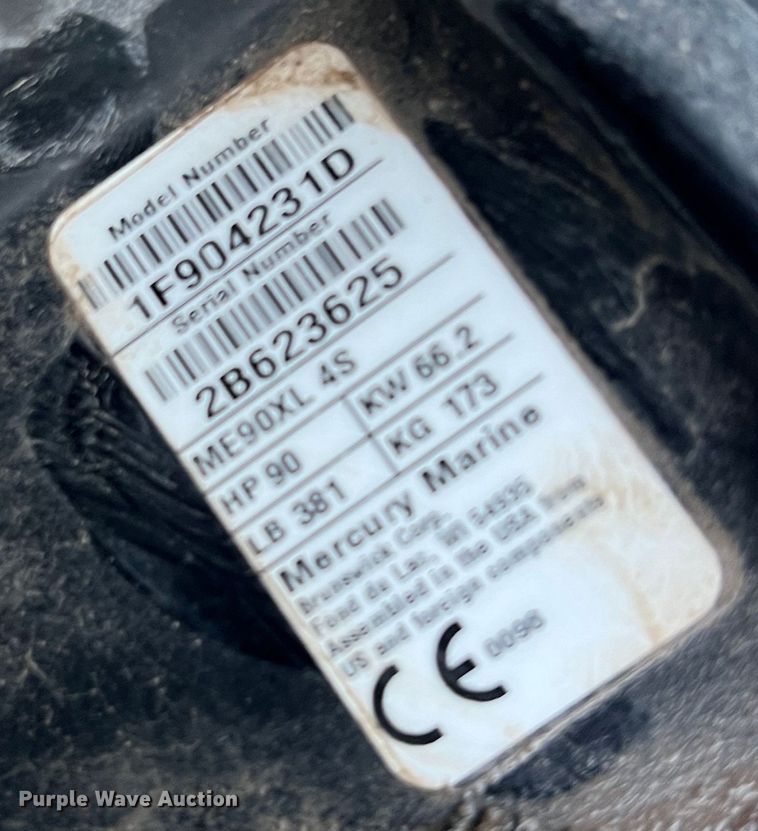 Model Number
1F904231D
Serial Number
2B623625
ME90XL 4S
HP 90 KW 66.2
LB 381 KG 173
Mercury Marine
Brunswick Corp.
Fond du Lac, WI 54935
Assembled in the USA from
US and foreign components
CE 0098
Purple Wave Auction